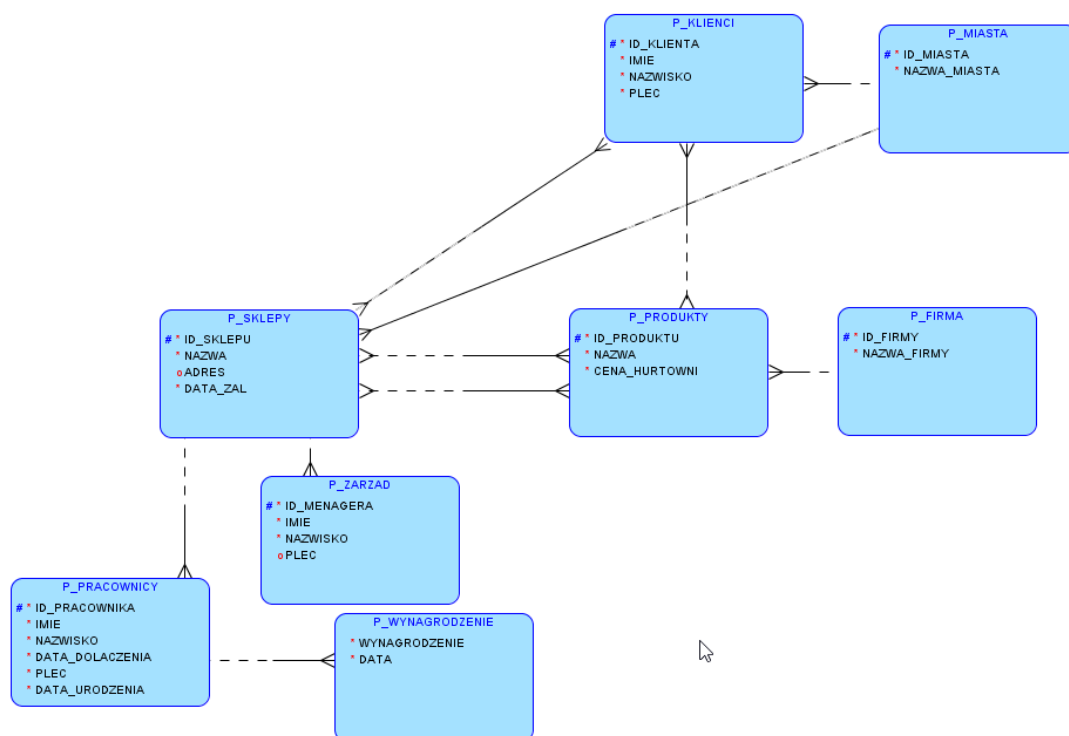 P_KLIENCI
# * ID_KLIENTA
* IMIE
* NAZWISKO
* PLEC
P_MIASTA
# * ID_MIASTA
* NAZWA_MIASTA
P_SKLEPY
# * ID_SKLEPU
* NAZWA
o ADRES
* DATA_ZAL
P_PRODUKTY
# * ID_PRODUKTU
* NAZWA
* CENA_HURTOWNI
P_FIRMA
# * ID_FIRMY
* NAZWA_FIRMY
P_ZARZAD
# * ID_MENAGERA
* IMIE
* NAZWISKO
o PLEC
P_PRACOWNICY
# * ID_PRACOWNIKA
* IMIE
* NAZWISKO
* DATA_DOLACZENIA
* PLEC
* DATA_URODZENIA
P_WYNAGRODZENIE
* WYNAGRODZENIE
* DATA